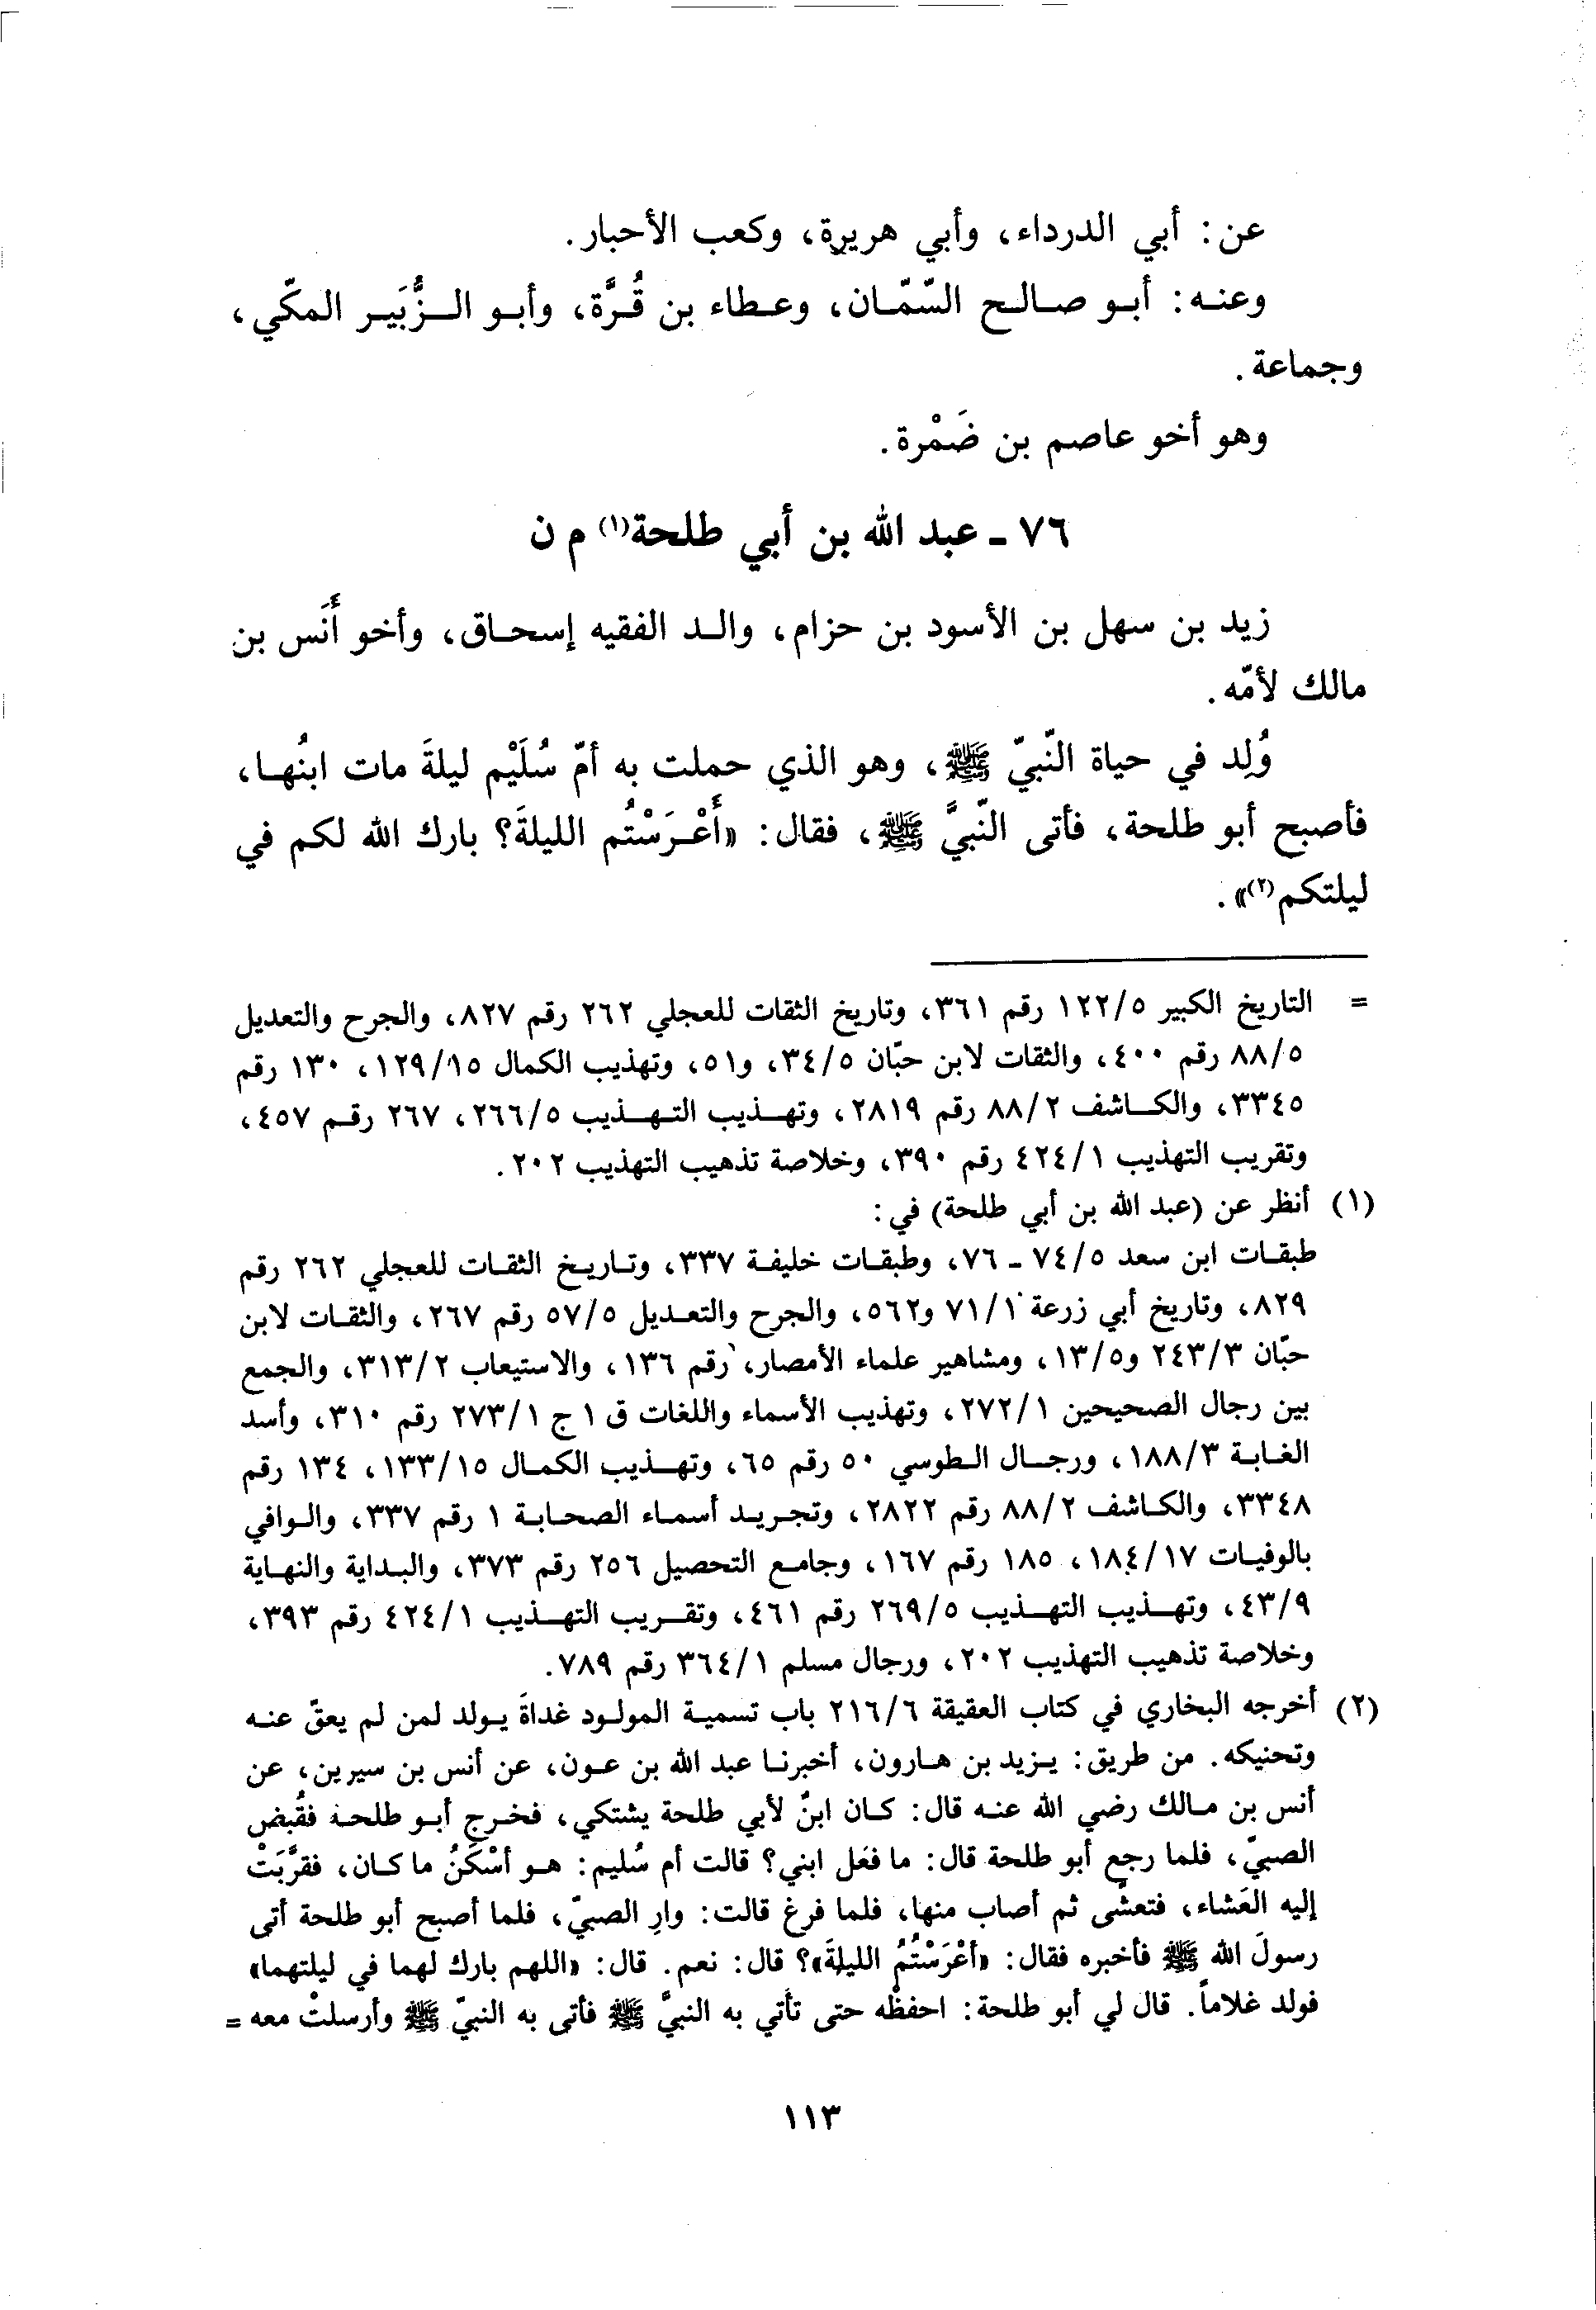 عن: أبي الدرداء، وأبي هريرة، وكعب الأحبار.
وعنه: أبو صالح السّمّان، وعطاء بن قُرَّة، وأبو الزُّبَير المكّي،
وجماعة.
وهو أخو عاصم بن ضَمْرة.
٧٦ ـ عبد الله بن أبي طلحة(١) م ن
زيد بن سهل بن الأسود بن حزام، والد الفقيه إسحاق، وأخو أَنَس بن
مالك لأمّه.
وُلِد في حياة النّبيّ ﷺ، وهو الذي حملت به أمّ سُلَيْم ليلةَ مات ابنُها،
فأصبح أبو طلحة، فأتى النّبيَّ ﷺ، فقال: «أَعْرَسْتُم الليلةَ؟ بارك الله لكم في
ليلتكم(٢)».
= التاريخ الكبير ٥/١٢٢ رقم ٣٦١، وتاريخ الثقات للعجلي ٢٦٢ رقم ٨٢٧، والجرح والتعديل
٥/٨٨ رقم ٤٠٠، والثقات لابن حبّان ٥/٣٤، و٥١، وتهذيب الكمال ١٥/١٢٩، ١٣٠ رقم
٣٣٤٥، والكاشف ٢/٨٨ رقم ٢٨١٩، وتهذيب التهذيب ٥/٢٦٦، ٢٦٧ رقم ٤٥٧،
وتقريب التهذيب ١/٤٢٤ رقم ٣٩٠، وخلاصة تذهيب التهذيب ٢٠٢.
(١) أنظر عن (عبد الله بن أبي طلحة) في:
طبقات ابن سعد ٥/٧٤ ـ ٧٦، وطبقات خليفة ٣٣٧، وتاريخ الثقات للعجلي ٢٦٢ رقم
٨٢٩، وتاريخ أبي زرعة ١/٧١ و٥٦٢، والجرح والتعديل ٥/٥٧ رقم ٢٦٧، والثقات لابن
حبّان ٣/٢٤٣ و٥/١٣، ومشاهير علماء الأمصار، رقم ١٣٦، والاستيعاب ٢/٣١٣، والجمع
بين رجال الصحيحين ١/٢٧٢، وتهذيب الأسماء واللغات ق ١ ج ١/٢٧٣ رقم ٣١٠، وأسد
الغابة ٣/١٨٨، ورجال الطوسي ٥٠ رقم ٦٥، وتهذيب الكمال ١٥/١٣٣، ١٣٤ رقم
٣٣٤٨، والكاشف ٢/٨٨ رقم ٢٨٢٢، وتجريد أسماء الصحابة ١ رقم ٣٣٧، والوافي
بالوفيات ١٧/١٨٤، ١٨٥ رقم ١٦٧، وجامع التحصيل ٢٥٦ رقم ٣٧٣، والبداية والنهاية
٩/٤٣، وتهذيب التهذيب ٥/٢٦٩ رقم ٤٦١، وتقريب التهذيب ١/٤٢٤ رقم ٣٩٣،
وخلاصة تذهيب التهذيب ٢٠٢، ورجال مسلم ١/٣٦٤ رقم ٧٨٩.
(٢) أخرجه البخاري في كتاب العقيقة ٦/٢١٦ باب تسمية المولود غداةَ يولد لمن لم يعقّ عنه
وتحنيكه. من طريق: يزيد بن هارون، أخبرنا عبد الله بن عون، عن أنس بن سيرين، عن
أنس بن مالك رضي الله عنه قال: كان ابنٌ لأبي طلحة يشتكي، فخرج أبو طلحة فقُبض
الصبيّ، فلما رجع أبو طلحة قال: ما فعَل ابني؟ قالت أم سُليم: هو أسْكَنُ ما كان، فقرَّبَتْ
إليه العَشاء، فتعشّى ثم أصاب منها، فلما فرغ قالت: وارِ الصبيّ، فلما أصبح أبو طلحة أتى
رسولَ الله ﷺ فأخبره فقال: «أعْرَسْتُمُ الليلةَ»؟ قال: نعم. قال: «اللهم بارك لهما في ليلتهما»
فولد غلاماً. قال لي أبو طلحة: احفظْه حتى تأتي به النبيَّ ﷺ فأتى به النبيّ ﷺ وأرسلتْ معه =
١١٣